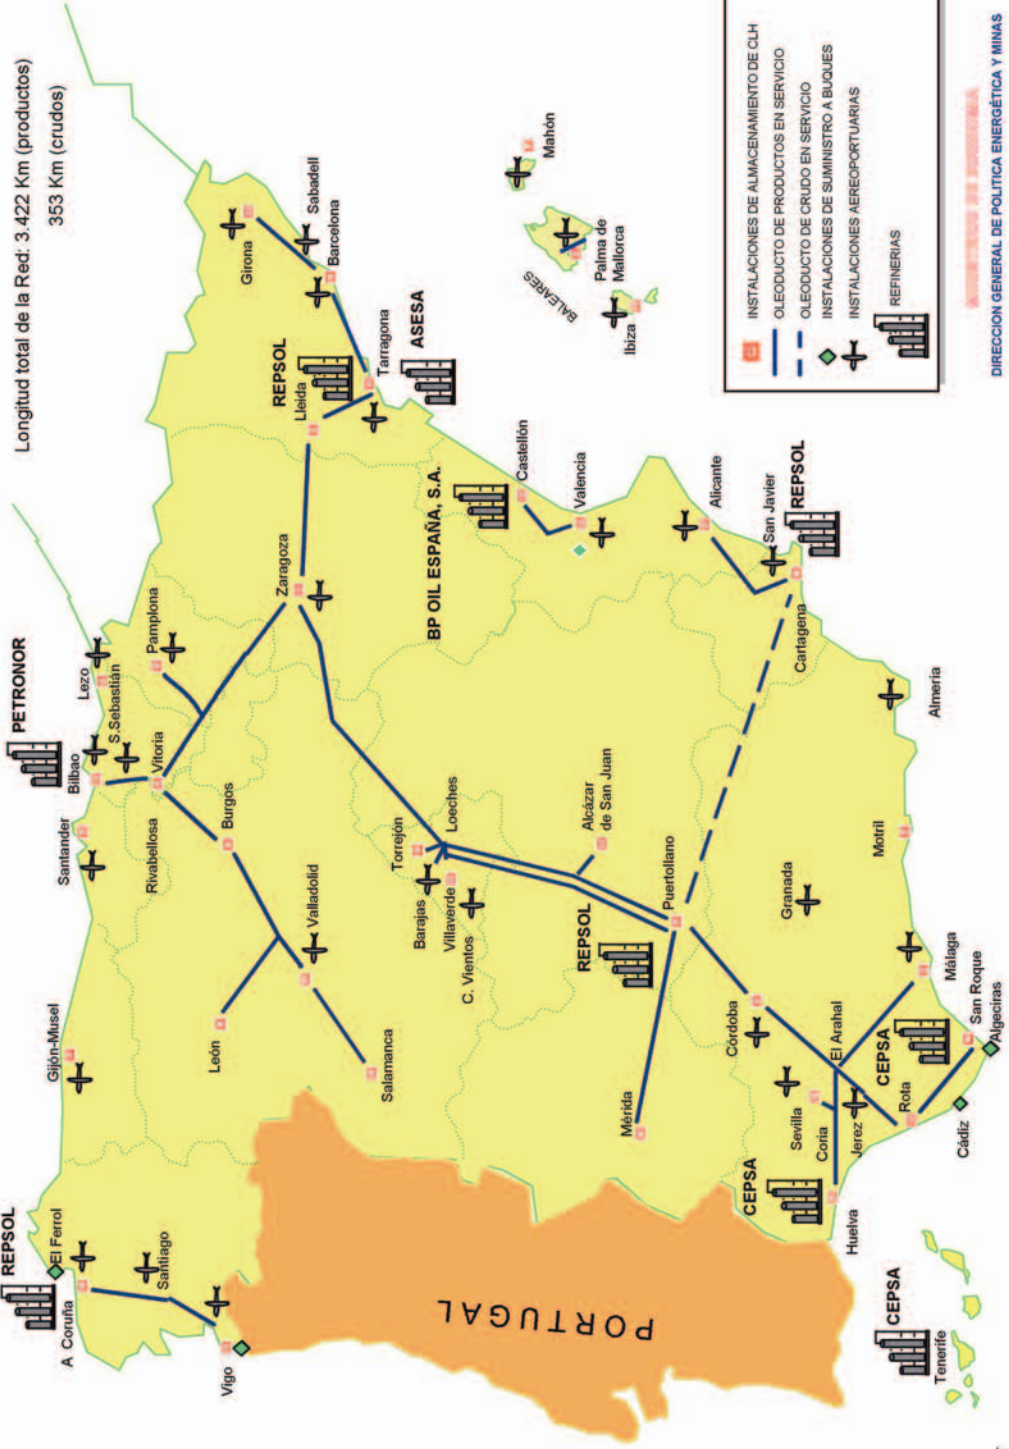 Longitud total de la Red: 3.422 Km (productos)
353 Km (crudos)
REPSOL
El Ferrol
A Coruña
Santiago
Vigo
Gijón-Musel
Santander
PETRONOR
Bilbao
Lezo
S.Sebastián
Pamplona
Vitoria
Rivabellosa
Burgos
León
Valladolid
Salamanca
Zaragoza
REPSOL
Lleida
Tarragona
ASESA
Girona
Sabadell
Barcelona
Torrejón
Loeches
Barajas
Villaverde
C. Vientos
Alcázar
de San Juan
BP OIL ESPAÑA, S.A.
Castellón
Valencia
BALEARES
Mahón
Palma de
Mallorca
Ibiza
PORTUGAL
Mérida
REPSOL
Puertollano
Alicante
San Javier
REPSOL
Cartagena
Almería
Córdoba
Granada
Motril
Málaga
El Arahal
CEPSA
San Roque
Algeciras
Sevilla
Coria
Jerez
Rota
Cádiz
CEPSA
Huelva
CEPSA
Tenerife
INSTALACIONES DE ALMACENAMIENTO DE CLH
OLEODUCTO DE PRODUCTOS EN SERVICIO
OLEODUCTO DE CRUDO EN SERVICIO
INSTALACIONES DE SUMINISTRO A BUQUES
INSTALACIONES AEREOPORTUARIAS
REFINERIAS
DIRECCION GENERAL DE POLITICA ENERGÉTICA Y MINAS